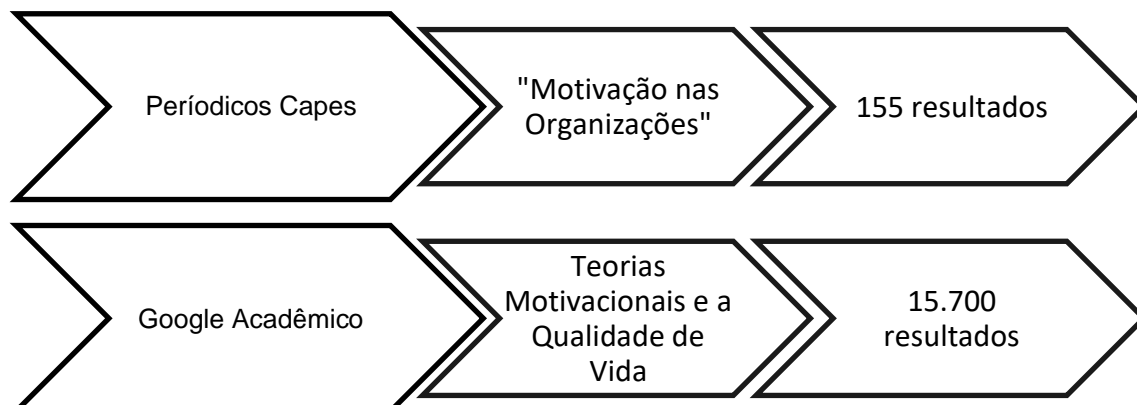 Períodicos Capes
"Motivação nas
Organizações"
155 resultados
Google Acadêmico
Teorias
Motivacionais e a
Qualidade de
Vida
15.700
resultados